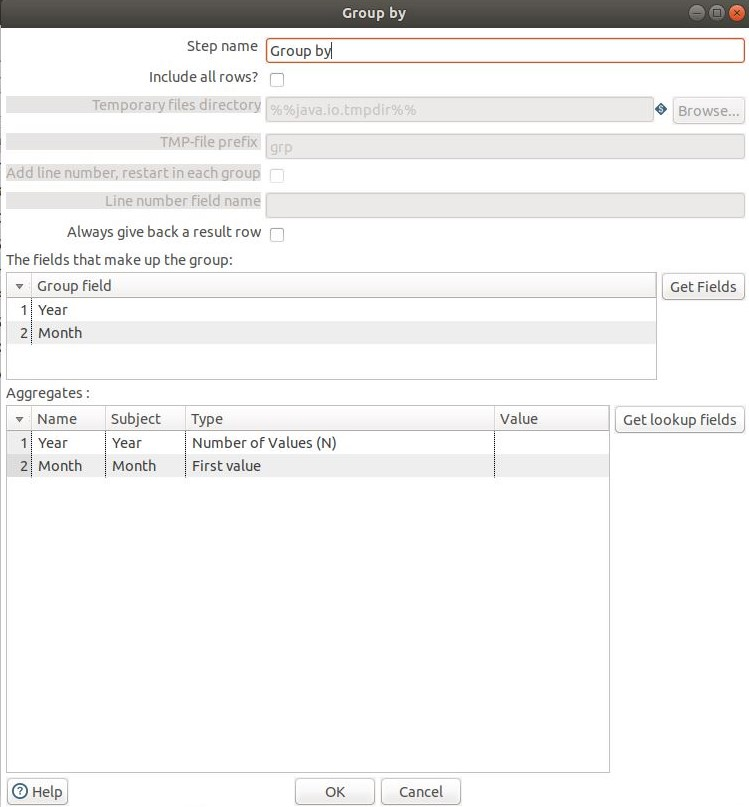 Group by
Step name Group by
Include all rows?
Temporary files directory %%java.io.tmpdir%% Browse...
TMP-file prefix grp
Add line number, restart in each group
Line number field name
Always give back a result row
The fields that make up the group:
Group field Get Fields
1 Year
2 Month
Aggregates :
Name Subject Type Value Get lookup fields
1 Year Year Number of Values (N)
2 Month Month First value
Help OK Cancel